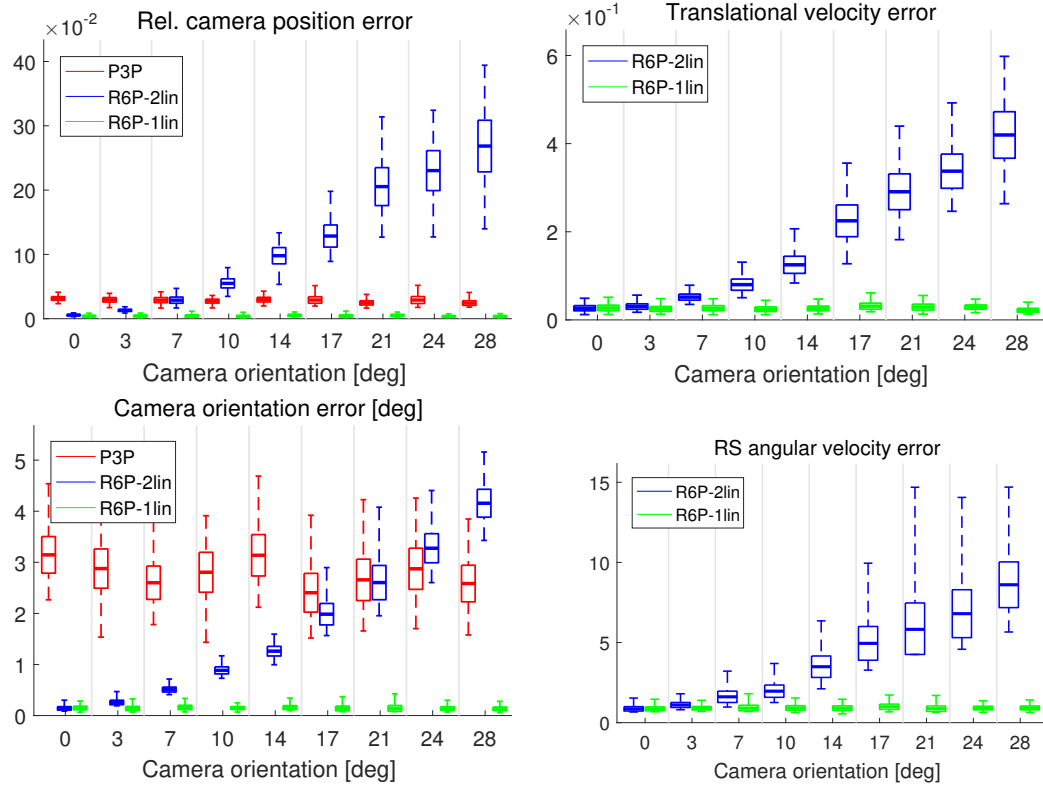 Rel. camera position error
×10⁻²
40
30
20
10
0
P3P
R6P-2lin
R6P-1lin
0 3 7 10 14 17 21 24 28
Camera orientation [deg]
Translational velocity error
×10⁻¹
6
4
2
0
R6P-2lin
R6P-1lin
0 3 7 10 14 17 21 24 28
Camera orientation [deg]
Camera orientation error [deg]
5
4
3
2
1
0
P3P
R6P-2lin
R6P-1lin
0 3 7 10 14 17 21 24 28
Camera orientation [deg]
RS angular velocity error
15
10
5
0
R6P-2lin
R6P-1lin
0 3 7 10 14 17 21 24 28
Camera orientation [deg]